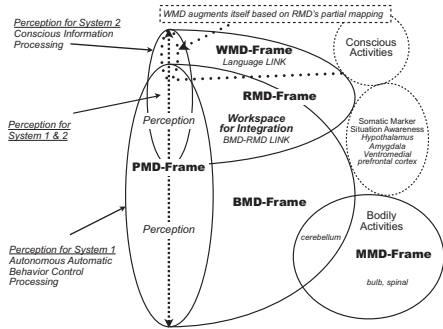 Perception for System 2
Conscious Information
Processing
WMD augments itself based on RMD's partial mapping
WMD-Frame
Language LINK
Conscious
Activities
RMD-Frame
Perception for
System 1 & 2
Perception
Workspace
for Integration
BMD-RMD LINK
Somatic Marker
Situation Awareness
Hypothalamus
Amygdala
Ventromedial
prefrontal cortex
PMD-Frame
BMD-Frame
Perception
Bodily
Activities
cerebellum
MMD-Frame
bulb, spinal
Perception for System 1
Autonomous Automatic
Behavior Control
Processing